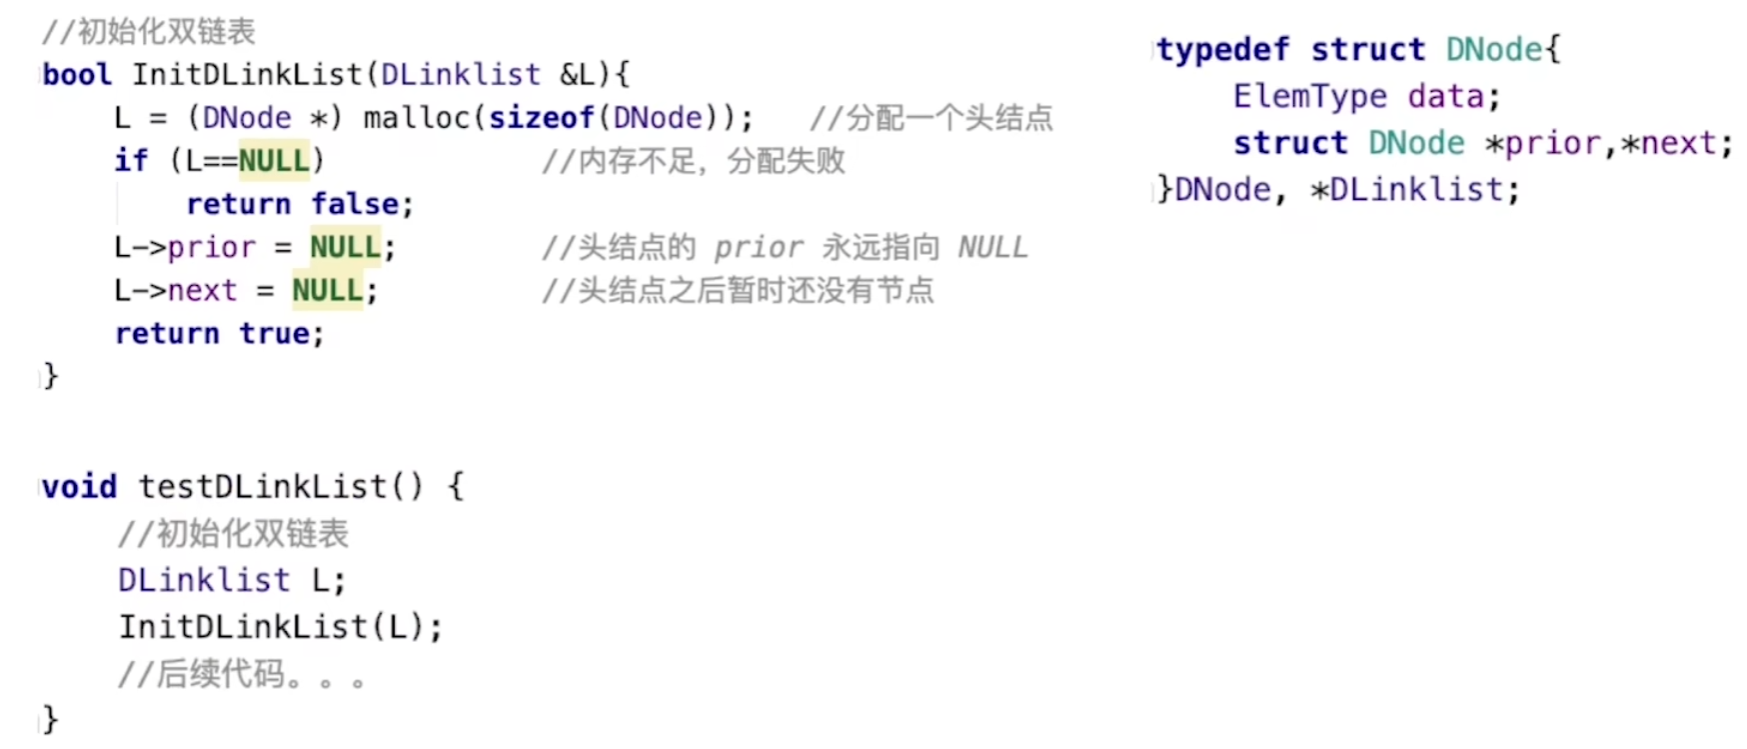 //初始化双链表
bool InitDLinkList(DLinklist &L){
    L = (DNode *) malloc(sizeof(DNode));   //分配一个头结点
    if (L==NULL)            //内存不足，分配失败
        return false;
    L->prior = NULL;        //头结点的 prior 永远指向 NULL
    L->next = NULL;         //头结点之后暂时还没有节点
    return true;
}
void testDLinkList() {
    //初始化双链表
    DLinklist L;
    InitDLinkList(L);
    //后续代码。。。
}
typedef struct DNode{
    ElemType data;
    struct DNode *prior,*next;
}DNode, *DLinklist;